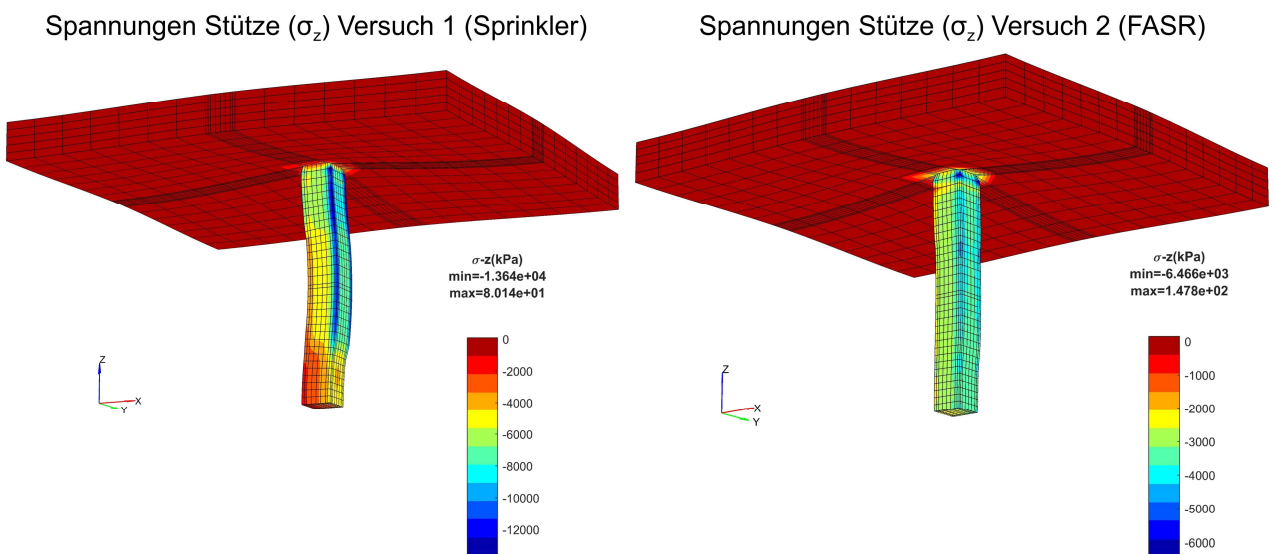 Spannungen Stütze (σz) Versuch 1 (Sprinkler)
Spannungen Stütze (σz) Versuch 2 (FASR)
σ-z(kPa)
min=-1.364e+04
max=8.014e+01
0
-2000
-4000
-6000
-8000
-10000
-12000
Z
X
Y
σ-z(kPa)
min=-6.466e+03
max=1.478e+02
0
-1000
-2000
-3000
-4000
-5000
-6000
Z
X
Y